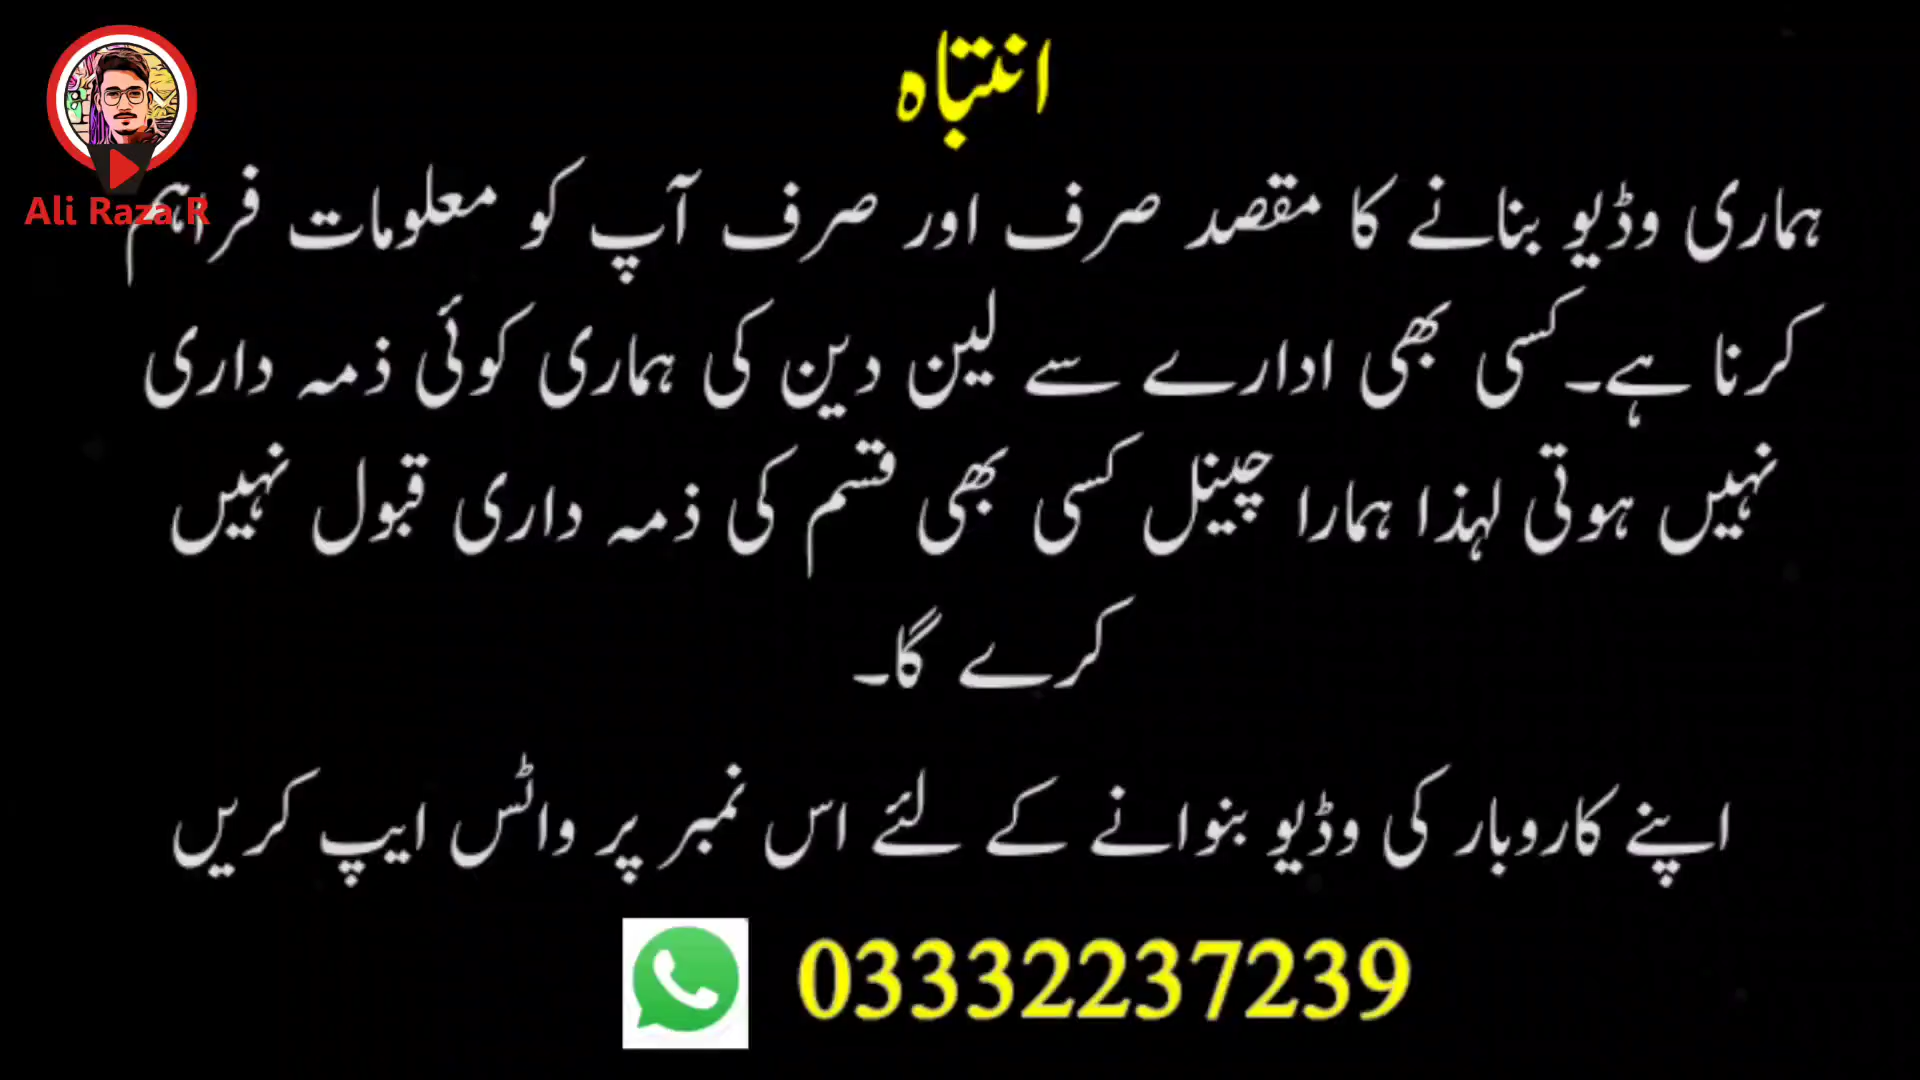 انتباہ
Ali Raza R
ہماری وڈیو بنانے کا مقصد صرف اور صرف آپ کو معلومات فراہم
کرنا ہے۔ کسی بھی ادارے سے لین دین کی ہماری کوئی ذمہ داری
نہیں ہوتی لہذا ہمارا چینل کسی بھی قسم کی ذمہ داری قبول نہیں
کرے گا۔
اپنے کاروبار کی وڈیو بنوانے کے لئے اس نمبر پر واٹس ایپ کریں
03332237239